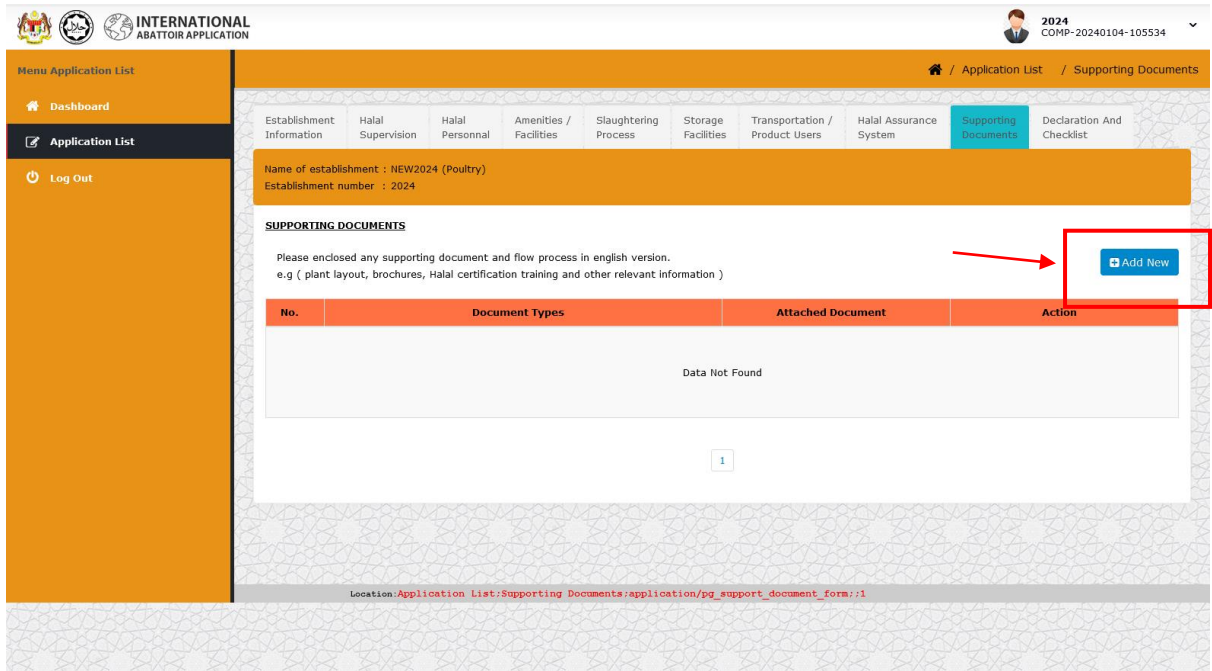 INTERNATIONAL
ABATTOIR APPLICATION
2024
COMP-20240104-105534
Menu Application List
/ Application List / Supporting Documents
Dashboard
Application List
Log Out
Establishment Information
Halal Supervision
Halal Personnal
Amenities / Facilities
Slaughtering Process
Storage Facilities
Transportation / Product Users
Halal Assurance System
Supporting Documents
Declaration And Checklist
Name of establishment : NEW2024 (Poultry)
Establishment number : 2024
SUPPORTING DOCUMENTS
Please enclosed any supporting document and flow process in english version.
e.g ( plant layout, brochures, Halal certification training and other relevant information )
Add New
No. Document Types Attached Document Action
Data Not Found
1
Location:Application List;Supporting Documents;application/pg_support_document_form;;1